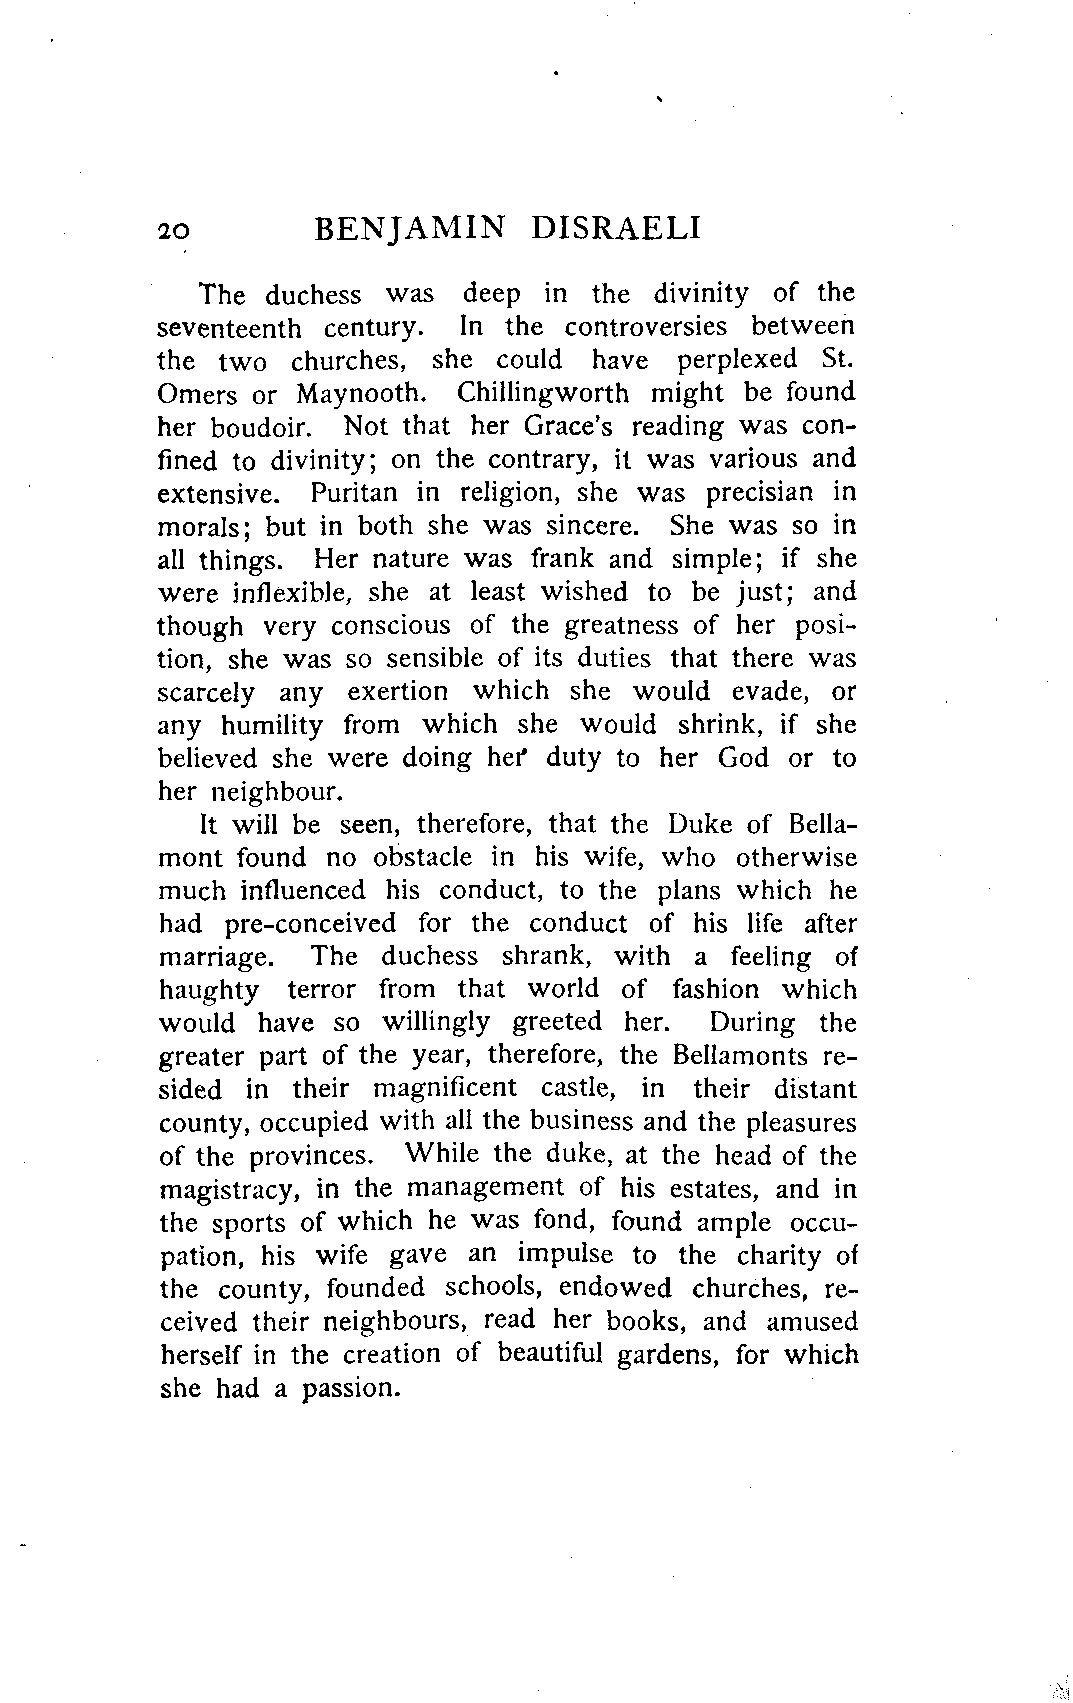 20 BENJAMIN DISRAELI
The duchess was deep in the divinity of the
seventeenth century. In the controversies between
the two churches, she could have perplexed St.
Omers or Maynooth. Chillingworth might be found
her boudoir. Not that her Grace's reading was con-
fined to divinity; on the contrary, it was various and
extensive. Puritan in religion, she was precisian in
morals; but in both she was sincere. She was so in
all things. Her nature was frank and simple; if she
were inflexible, she at least wished to be just; and
though very conscious of the greatness of her posi-
tion, she was so sensible of its duties that there was
scarcely any exertion which she would evade, or
any humility from which she would shrink, if she
believed she were doing her duty to her God or to
her neighbour.
It will be seen, therefore, that the Duke of Bella-
mont found no obstacle in his wife, who otherwise
much influenced his conduct, to the plans which he
had pre-conceived for the conduct of his life after
marriage. The duchess shrank, with a feeling of
haughty terror from that world of fashion which
would have so willingly greeted her. During the
greater part of the year, therefore, the Bellamonts re-
sided in their magnificent castle, in their distant
county, occupied with all the business and the pleasures
of the provinces. While the duke, at the head of the
magistracy, in the management of his estates, and in
the sports of which he was fond, found ample occu-
pation, his wife gave an impulse to the charity of
the county, founded schools, endowed churches, re-
ceived their neighbours, read her books, and amused
herself in the creation of beautiful gardens, for which
she had a passion.